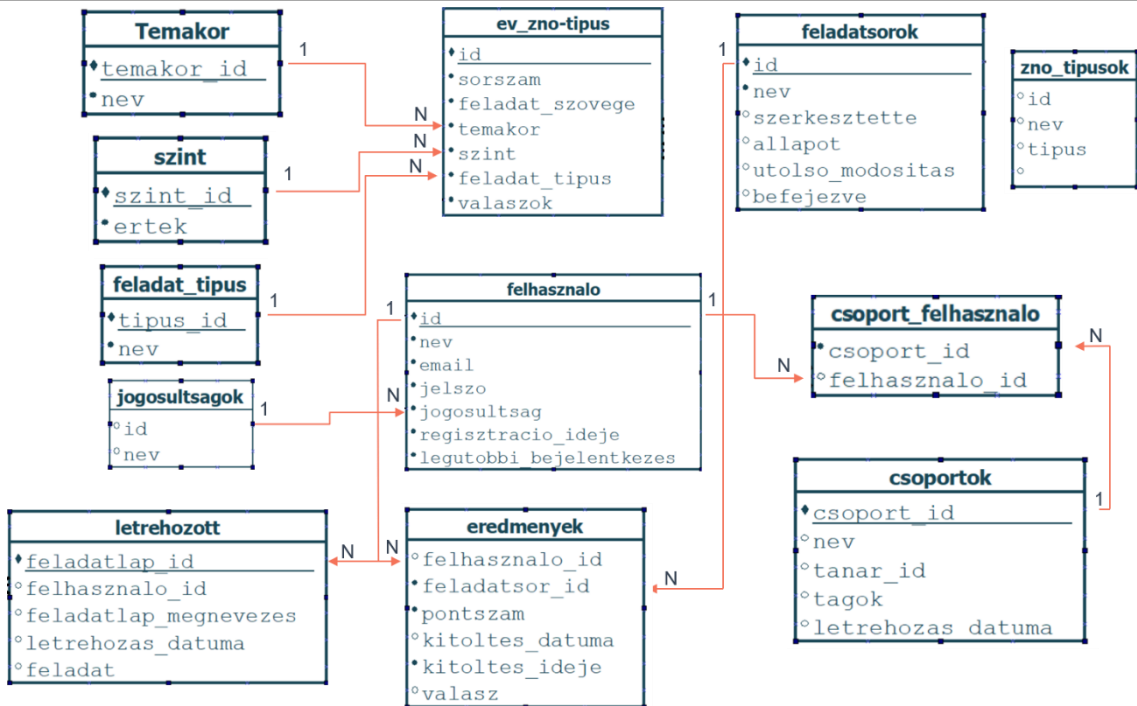 Temakor
temakor_id
nev
szint
szint_id
ertek
feladat_tipus
tipus_id
nev
jogosultsagok
id
nev
ev_zno-tipus
id
sorszam
feladat_szovege
temakor
szint
feladat_tipus
valaszok
feladatsorok
id
nev
szerkesztette
allapot
utolso_modositas
befejezve
zno_tipusok
id
nev
tipus
felhasznalo
id
nev
email
jelszo
jogosultsag
regisztracio_ideje
legutobbi_bejelentkezes
csoport_felhasznalo
csoport_id
felhasznalo_id
csoportok
csoport_id
nev
tanar_id
tagok
letrehozas_datuma
letrehozott
feladatlap_id
felhasznalo_id
feladatlap_megnevezes
letrehozas_datuma
feladat
eredmenyek
felhasznalo_id
feladatsor_id
pontszam
kitoltes_datuma
kitoltes_ideje
valasz
1
N
1
N
1
N
1
N
1
N
N
1
N
1
N
1
N